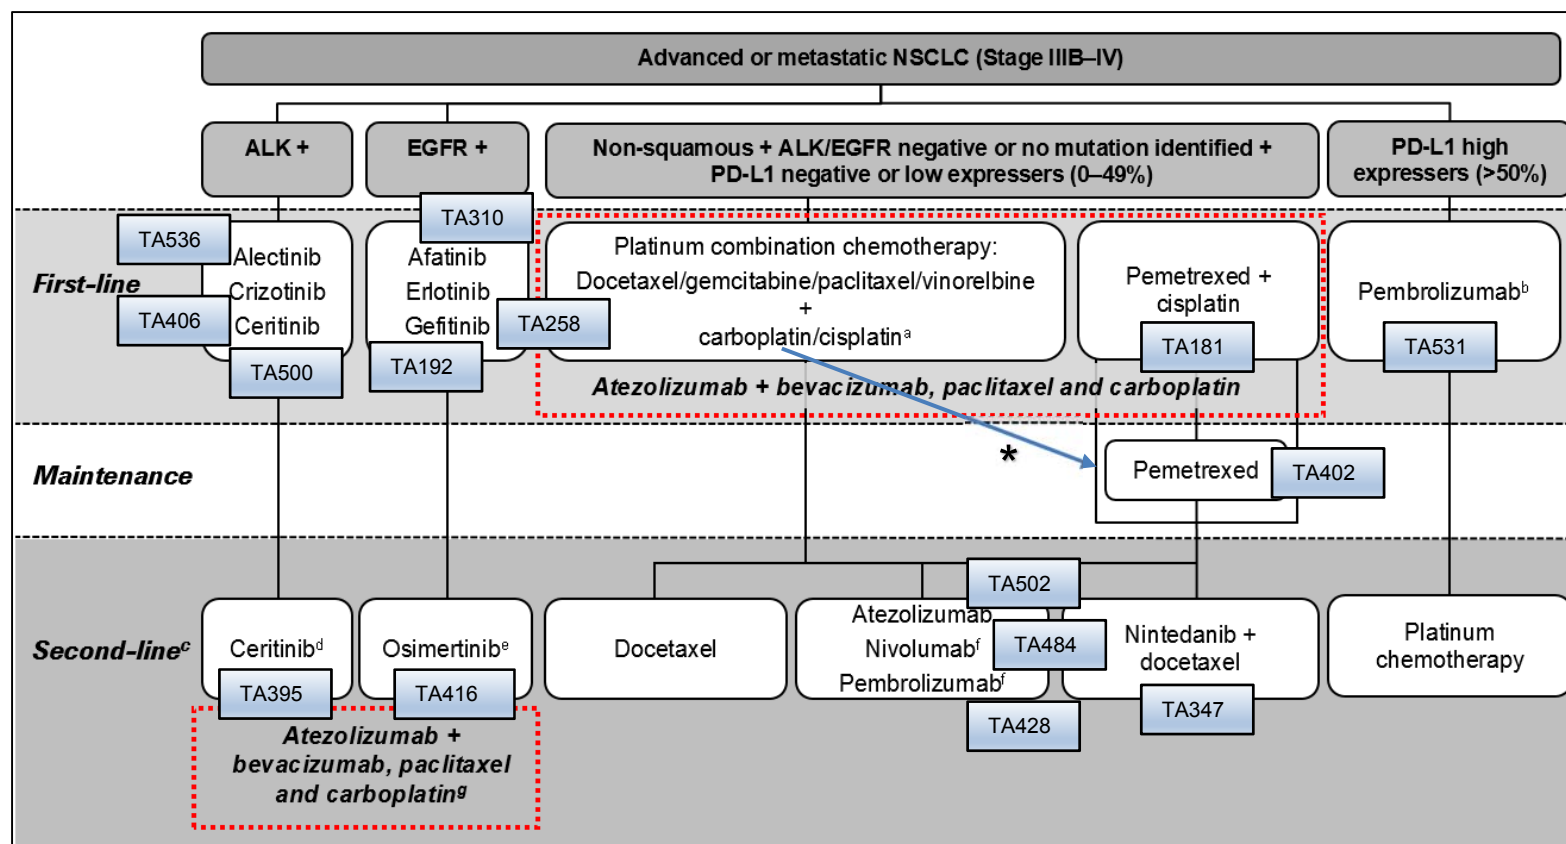 Advanced or metastatic NSCLC (Stage IIIB–IV)
ALK +
EGFR +
Non-squamous + ALK/EGFR negative or no mutation identified +
PD-L1 negative or low expressers (0–49%)
PD-L1 high
expressers (>50%)
First-line
TA536
TA406
Alectinib
Crizotinib
Ceritinib
TA500
TA310
Afatinib
Erlotinib
Gefitinib
TA258
TA192
Platinum combination chemotherapy:
Docetaxel/gemcitabine/paclitaxel/vinorelbine
+
carboplatin/cisplatinᵃ
Pemetrexed +
cisplatin
TA181
Pembrolizumabᵇ
TA531
Atezolizumab + bevacizumab, paclitaxel and carboplatin
Maintenance
*
Pemetrexed
TA402
Second-lineᶜ
Ceritinibᵈ
TA395
Osimertinibᵉ
TA416
Docetaxel
TA502
Atezolizumab
Nivolumabᶠ
Pembrolizumabᶠ
TA484
TA428
Nintedanib +
docetaxel
TA347
Platinum
chemotherapy
Atezolizumab +
bevacizumab, paclitaxel
and carboplatinᵍ